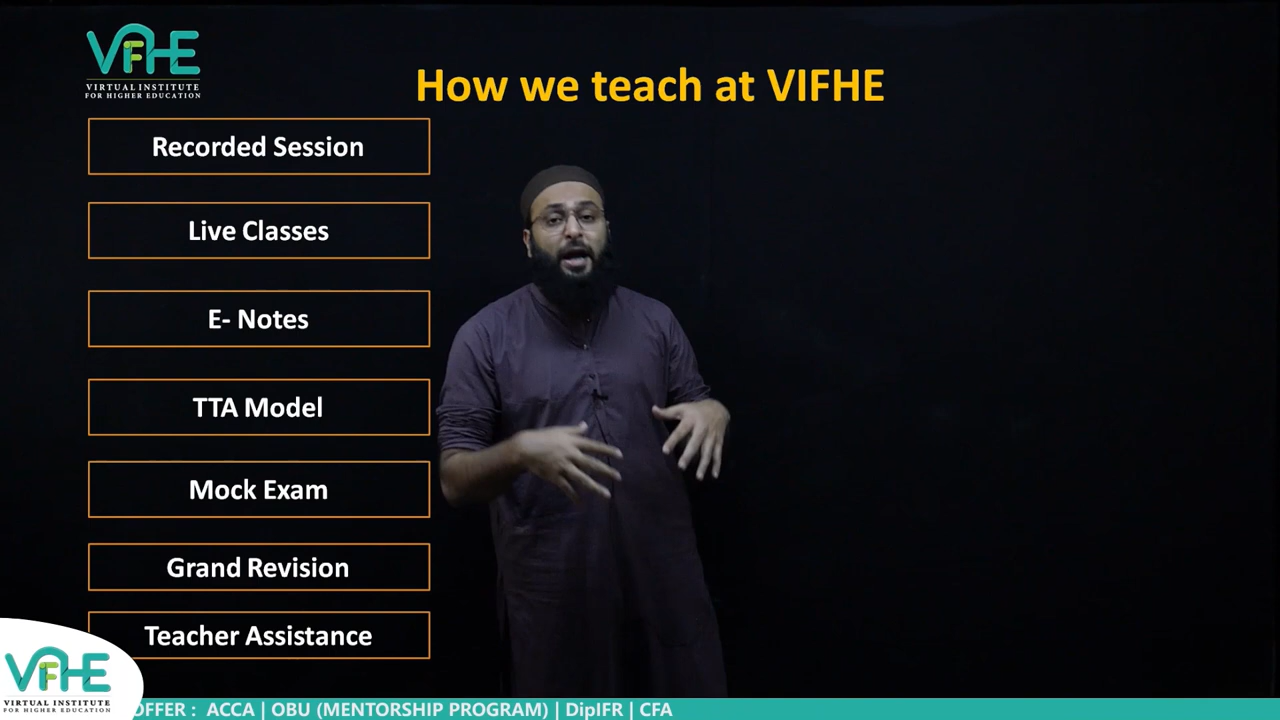 VIFHE
VIRTUAL INSTITUTE
FOR HIGHER EDUCATION
How we teach at VIFHE
Recorded Session
Live Classes
E- Notes
TTA Model
Mock Exam
Grand Revision
Teacher Assistance
VIFHE
VIRTUAL INSTITUTE
FOR HIGHER EDUCATION
OFFER : ACCA | OBU (MENTORSHIP PROGRAM) | DipIFR | CFA